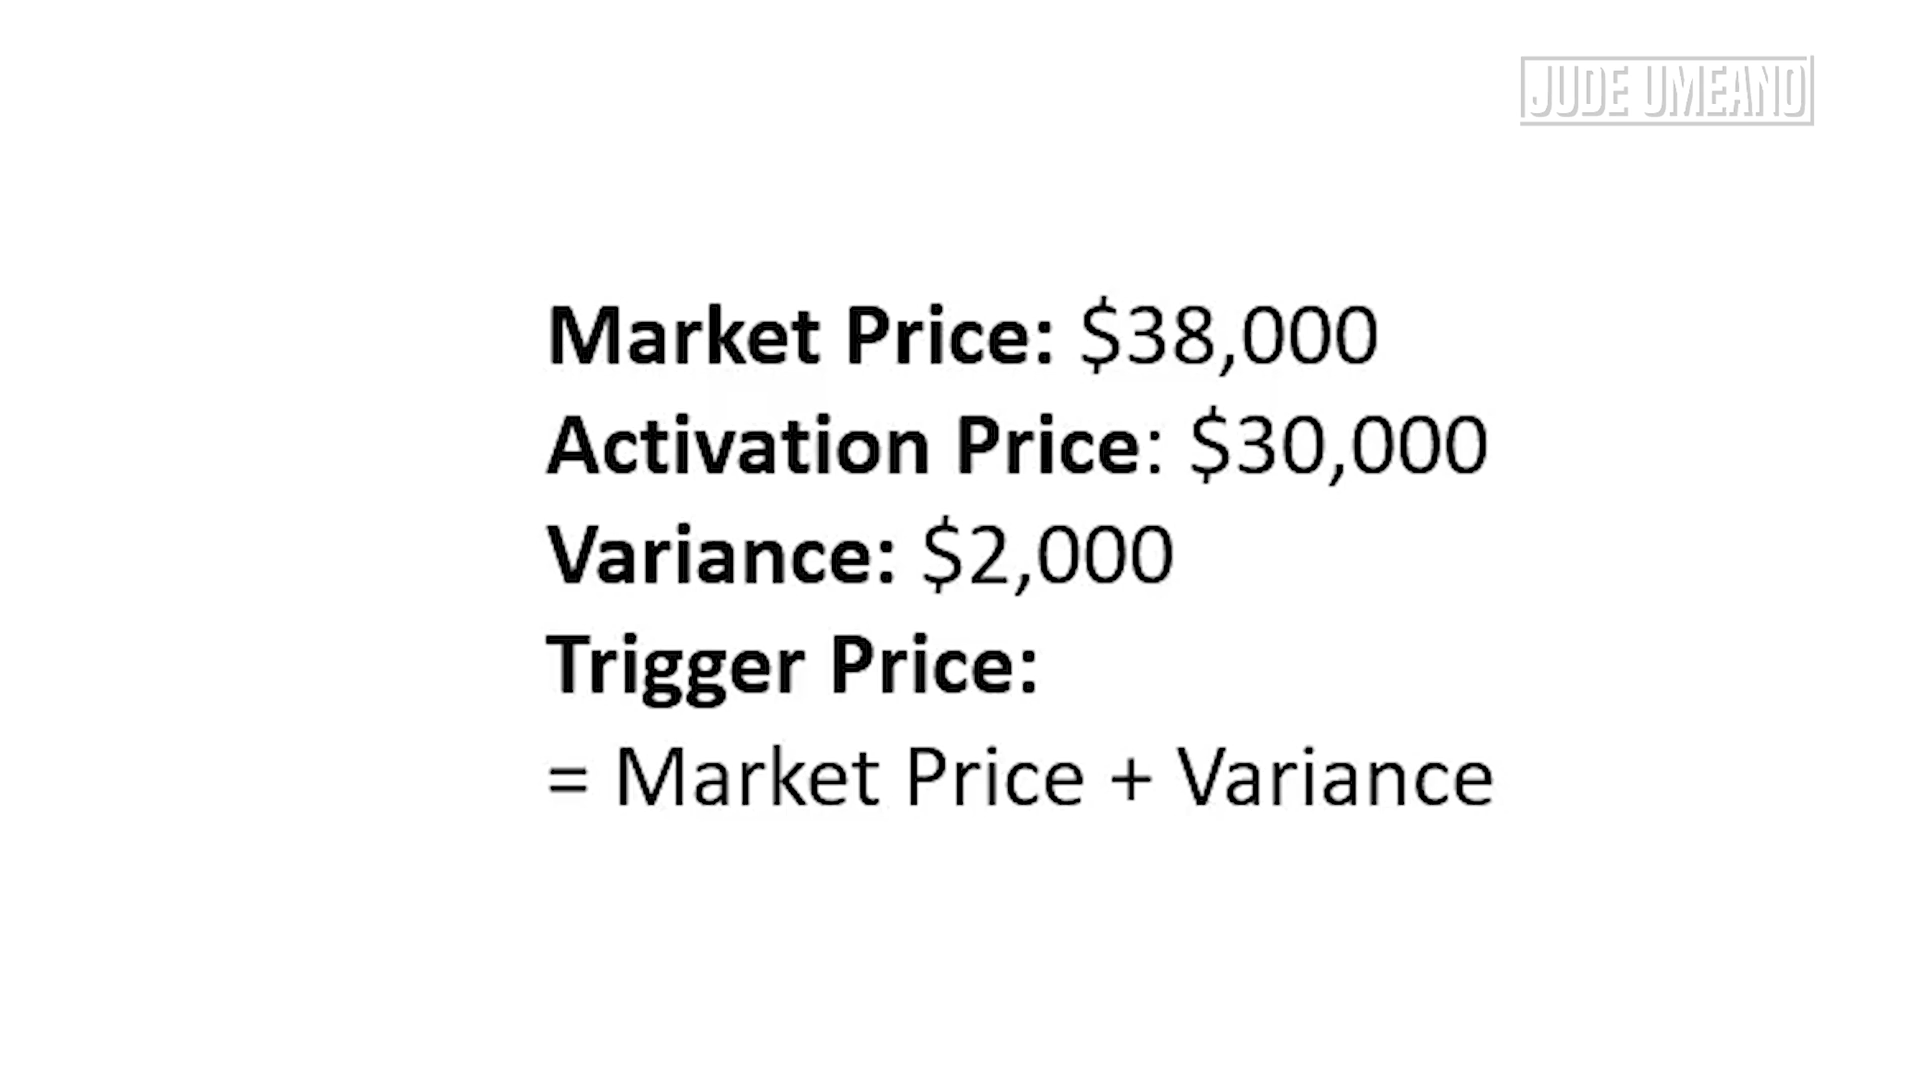 JUDE UMEANO
Market Price: $38,000
Activation Price: $30,000
Variance: $2,000
Trigger Price:
= Market Price + Variance